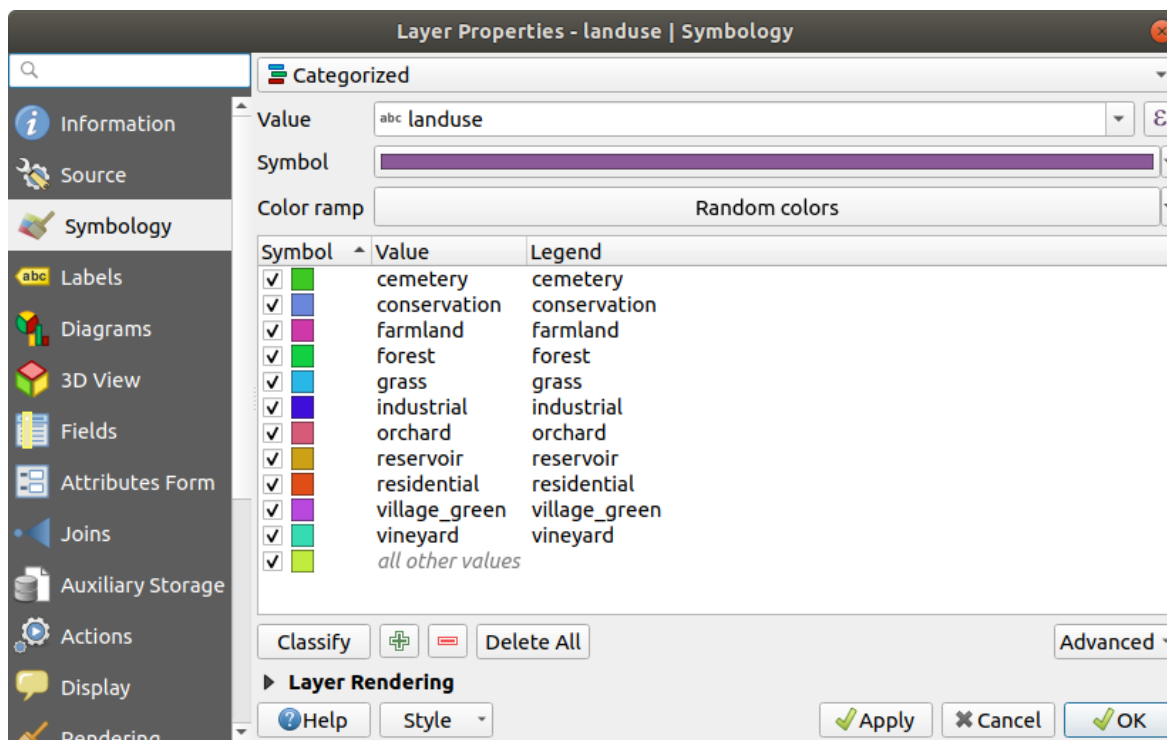 Layer Properties - landuse | Symbology
Information
Source
Symbology
abc Labels
Diagrams
3D View
Fields
Attributes Form
Joins
Auxiliary Storage
Actions
Display
Rendering
Categorized
Value abc landuse ε
Symbol
Color ramp Random colors
Symbol Value Legend
cemetery cemetery
conservation conservation
farmland farmland
forest forest
grass grass
industrial industrial
orchard orchard
reservoir reservoir
residential residential
village_green village_green
vineyard vineyard
all other values
Classify Delete All Advanced
Layer Rendering
Help Style Apply Cancel OK